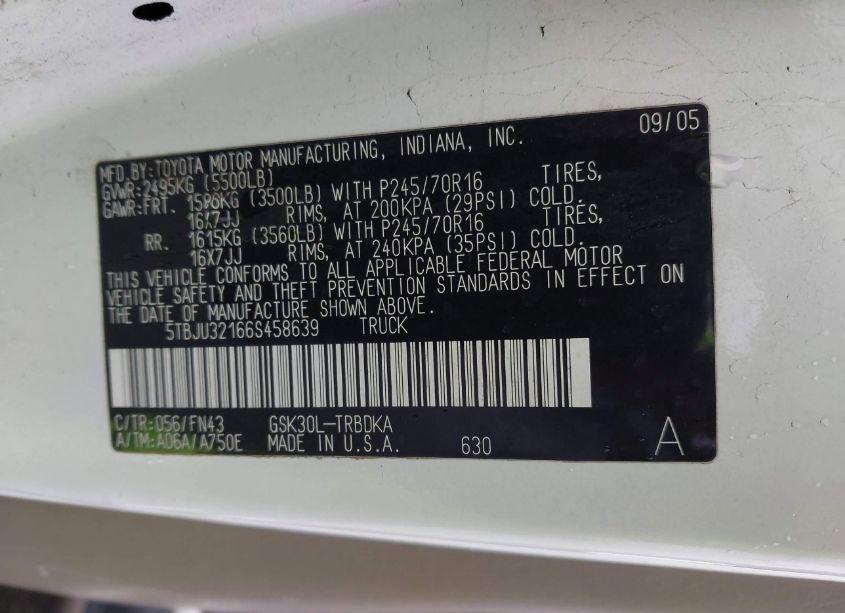 09/05
MFD.BY:TOYOTA MOTOR MANUFACTURING, INDIANA, INC.
GVWR:2495KG (5500LB)
GAWR:FRT. (3500LB) WITH P245/70R16 TIRES,
16X7JJ RIMS, AT 200KPA (29PSI) COLD.
RR. 1615KG (3560LB) WITH P245/70R16 TIRES,
16X7JJ RIMS, AT 240KPA (35PSI) COLD.
THIS VEHICLE CONFORMS TO ALL APPLICABLE FEDERAL MOTOR
VEHICLE SAFETY AND THEFT PREVENTION STANDARDS IN EFFECT ON
THE DATE OF MANUFACTURE SHOWN ABOVE.
5TBJU32166S458639 TRUCK
C/TR:056/FN43 GSK30L-TRBDKA
A/TM:A06A/A750E MADE IN U.S.A. 630 A